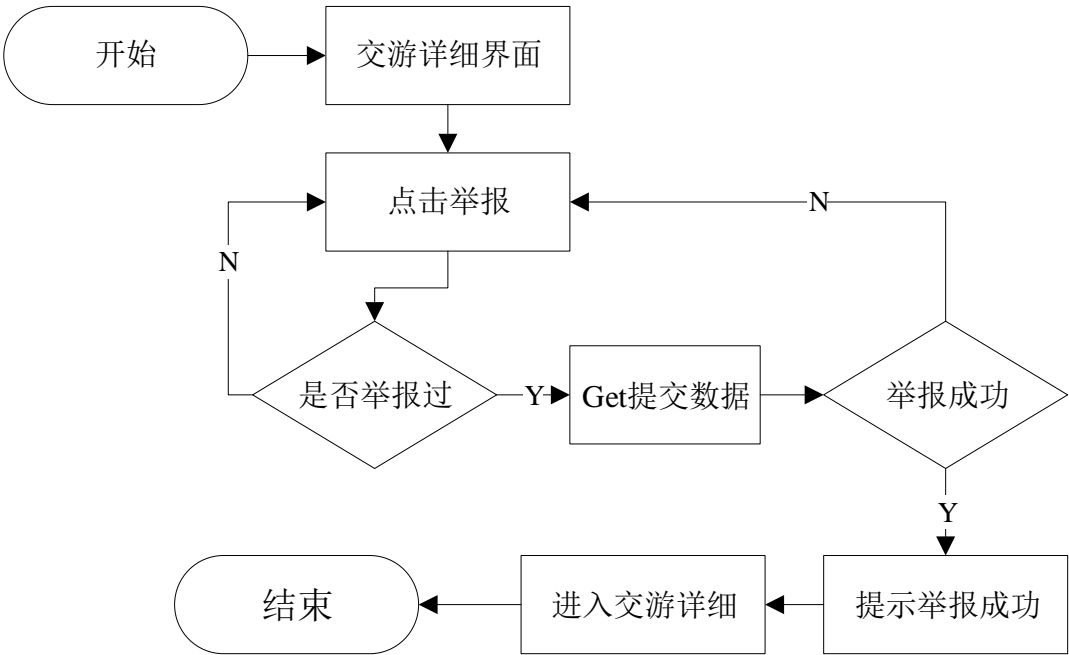 开始
交游详细界面
点击举报
N
N
是否举报过
Y
Get提交数据
举报成功
Y
结束
进入交游详细
提示举报成功